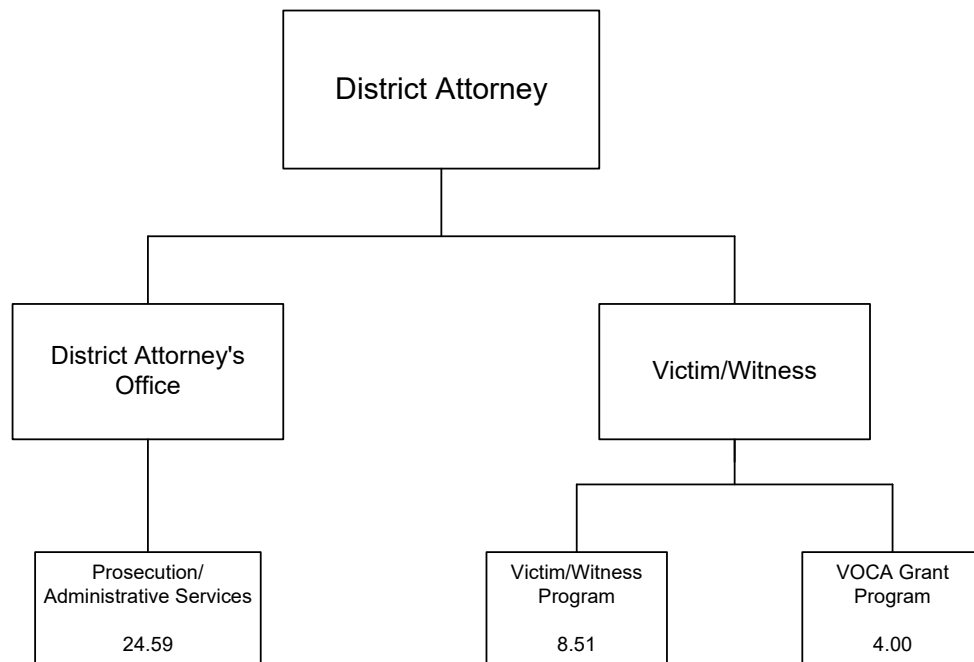 District Attorney
District Attorney's
Office
Victim/Witness
Prosecution/
Administrative Services
24.59
Victim/Witness
Program
8.51
VOCA Grant
Program
4.00